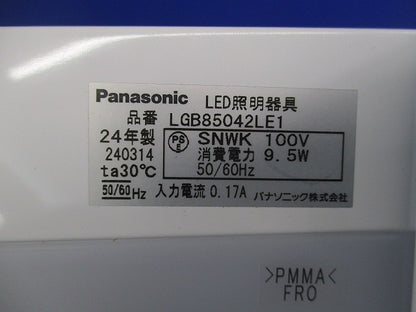 Panasonic LED照明器具
品番 LGB85042LE1
24年製 PSE SNWK 100V
240314 消費電力 9.5W
ta30℃ 50/60Hz
50/60Hz 入力電流 0.17A パナソニック株式会社
>PMMA<
FRO